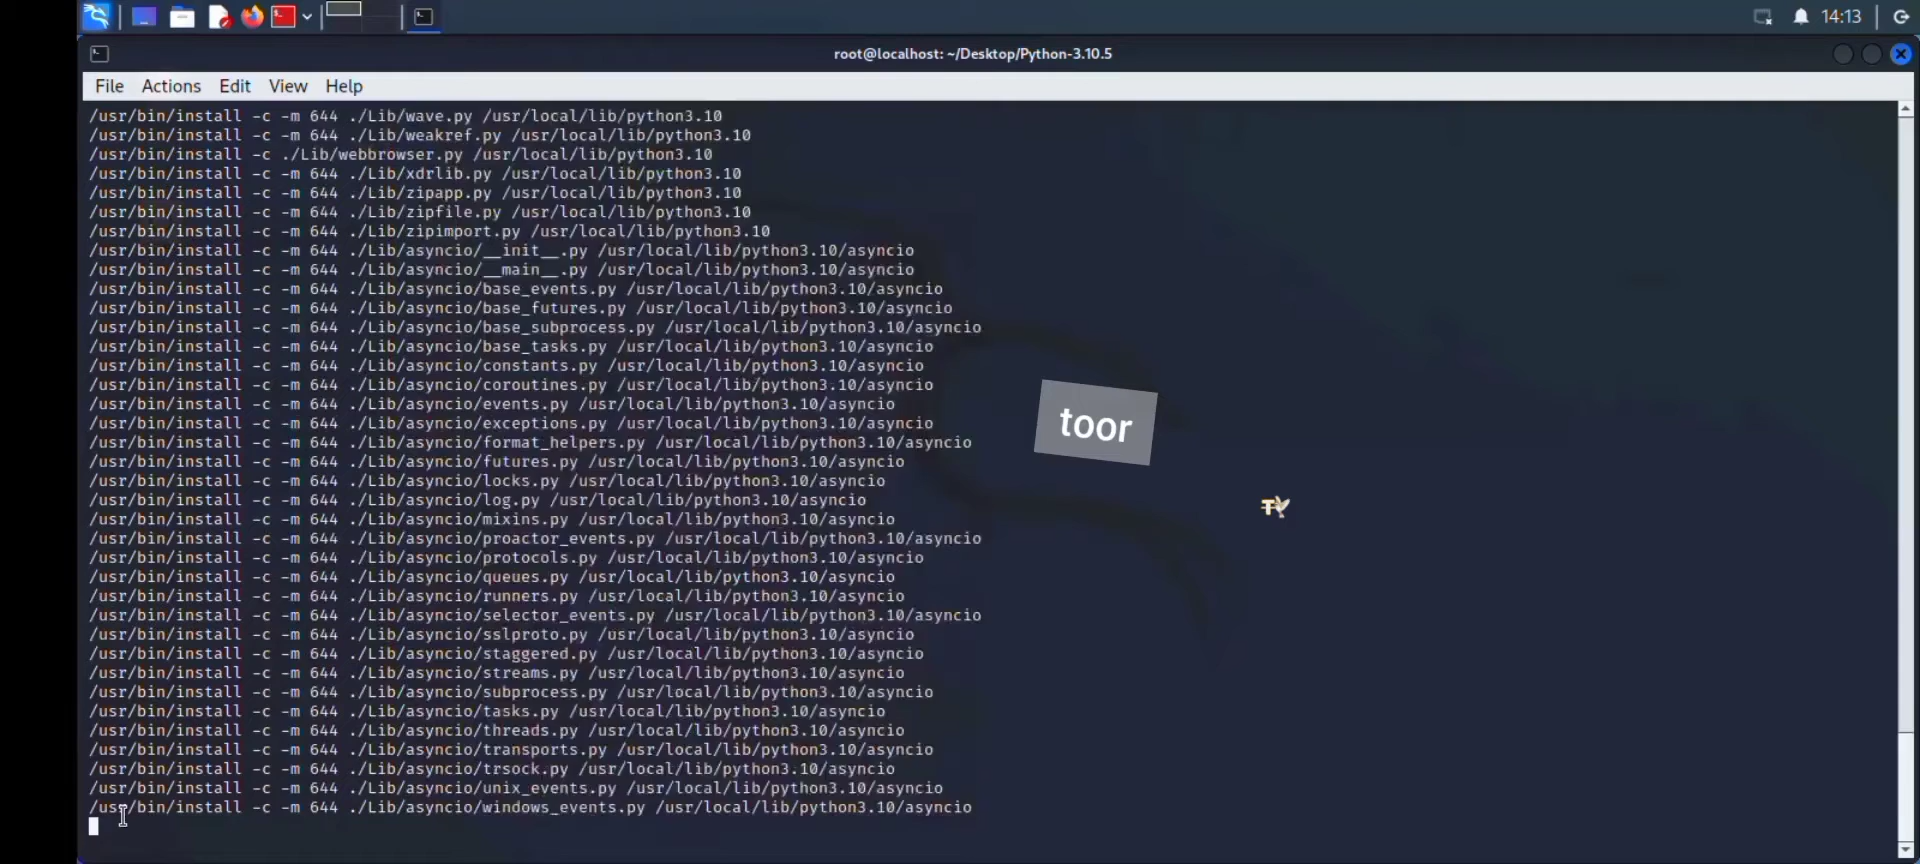 14:13
root@localhost: ~/Desktop/Python-3.10.5
File Actions Edit View Help
/usr/bin/install -c -m 644 ./Lib/wave.py /usr/local/lib/python3.10
/usr/bin/install -c -m 644 ./Lib/weakref.py /usr/local/lib/python3.10
/usr/bin/install -c ./Lib/webbrowser.py /usr/local/lib/python3.10
/usr/bin/install -c -m 644 ./Lib/xdrlib.py /usr/local/lib/python3.10
/usr/bin/install -c -m 644 ./Lib/zipapp.py /usr/local/lib/python3.10
/usr/bin/install -c -m 644 ./Lib/zipfile.py /usr/local/lib/python3.10
/usr/bin/install -c -m 644 ./Lib/zipimport.py /usr/local/lib/python3.10
/usr/bin/install -c -m 644 ./Lib/asyncio/__init__.py /usr/local/lib/python3.10/asyncio
/usr/bin/install -c -m 644 ./Lib/asyncio/__main__.py /usr/local/lib/python3.10/asyncio
/usr/bin/install -c -m 644 ./Lib/asyncio/base_events.py /usr/local/lib/python3.10/asyncio
/usr/bin/install -c -m 644 ./Lib/asyncio/base_futures.py /usr/local/lib/python3.10/asyncio
/usr/bin/install -c -m 644 ./Lib/asyncio/base_subprocess.py /usr/local/lib/python3.10/asyncio
/usr/bin/install -c -m 644 ./Lib/asyncio/base_tasks.py /usr/local/lib/python3.10/asyncio
/usr/bin/install -c -m 644 ./Lib/asyncio/constants.py /usr/local/lib/python3.10/asyncio
/usr/bin/install -c -m 644 ./Lib/asyncio/coroutines.py /usr/local/lib/python3.10/asyncio
/usr/bin/install -c -m 644 ./Lib/asyncio/events.py /usr/local/lib/python3.10/asyncio
/usr/bin/install -c -m 644 ./Lib/asyncio/exceptions.py /usr/local/lib/python3.10/asyncio
/usr/bin/install -c -m 644 ./Lib/asyncio/format_helpers.py /usr/local/lib/python3.10/asyncio
/usr/bin/install -c -m 644 ./Lib/asyncio/futures.py /usr/local/lib/python3.10/asyncio
/usr/bin/install -c -m 644 ./Lib/asyncio/locks.py /usr/local/lib/python3.10/asyncio
/usr/bin/install -c -m 644 ./Lib/asyncio/log.py /usr/local/lib/python3.10/asyncio
/usr/bin/install -c -m 644 ./Lib/asyncio/mixins.py /usr/local/lib/python3.10/asyncio
/usr/bin/install -c -m 644 ./Lib/asyncio/proactor_events.py /usr/local/lib/python3.10/asyncio
/usr/bin/install -c -m 644 ./Lib/asyncio/protocols.py /usr/local/lib/python3.10/asyncio
/usr/bin/install -c -m 644 ./Lib/asyncio/queues.py /usr/local/lib/python3.10/asyncio
/usr/bin/install -c -m 644 ./Lib/asyncio/runners.py /usr/local/lib/python3.10/asyncio
/usr/bin/install -c -m 644 ./Lib/asyncio/selector_events.py /usr/local/lib/python3.10/asyncio
/usr/bin/install -c -m 644 ./Lib/asyncio/sslproto.py /usr/local/lib/python3.10/asyncio
/usr/bin/install -c -m 644 ./Lib/asyncio/staggered.py /usr/local/lib/python3.10/asyncio
/usr/bin/install -c -m 644 ./Lib/asyncio/streams.py /usr/local/lib/python3.10/asyncio
/usr/bin/install -c -m 644 ./Lib/asyncio/subprocess.py /usr/local/lib/python3.10/asyncio
/usr/bin/install -c -m 644 ./Lib/asyncio/tasks.py /usr/local/lib/python3.10/asyncio
/usr/bin/install -c -m 644 ./Lib/asyncio/threads.py /usr/local/lib/python3.10/asyncio
/usr/bin/install -c -m 644 ./Lib/asyncio/transports.py /usr/local/lib/python3.10/asyncio
/usr/bin/install -c -m 644 ./Lib/asyncio/trsock.py /usr/local/lib/python3.10/asyncio
/usr/bin/install -c -m 644 ./Lib/asyncio/unix_events.py /usr/local/lib/python3.10/asyncio
/usr/bin/install -c -m 644 ./Lib/asyncio/windows_events.py /usr/local/lib/python3.10/asyncio
toor